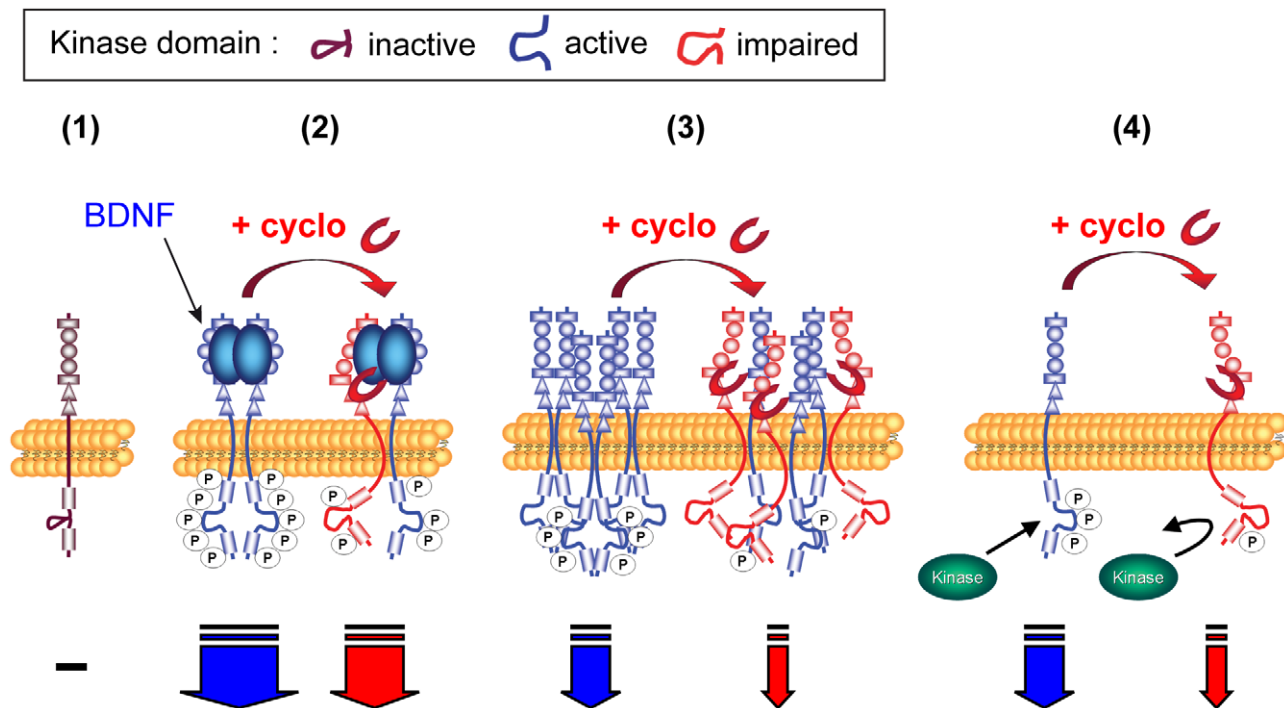 Kinase domain : inactive active impaired
(1) (2) (3) (4)
BDNF
+ cyclo
+ cyclo
+ cyclo
P P P
P P P P
P P P P P P P
P P P P P P P
P P P P P P
Kinase
Kinase